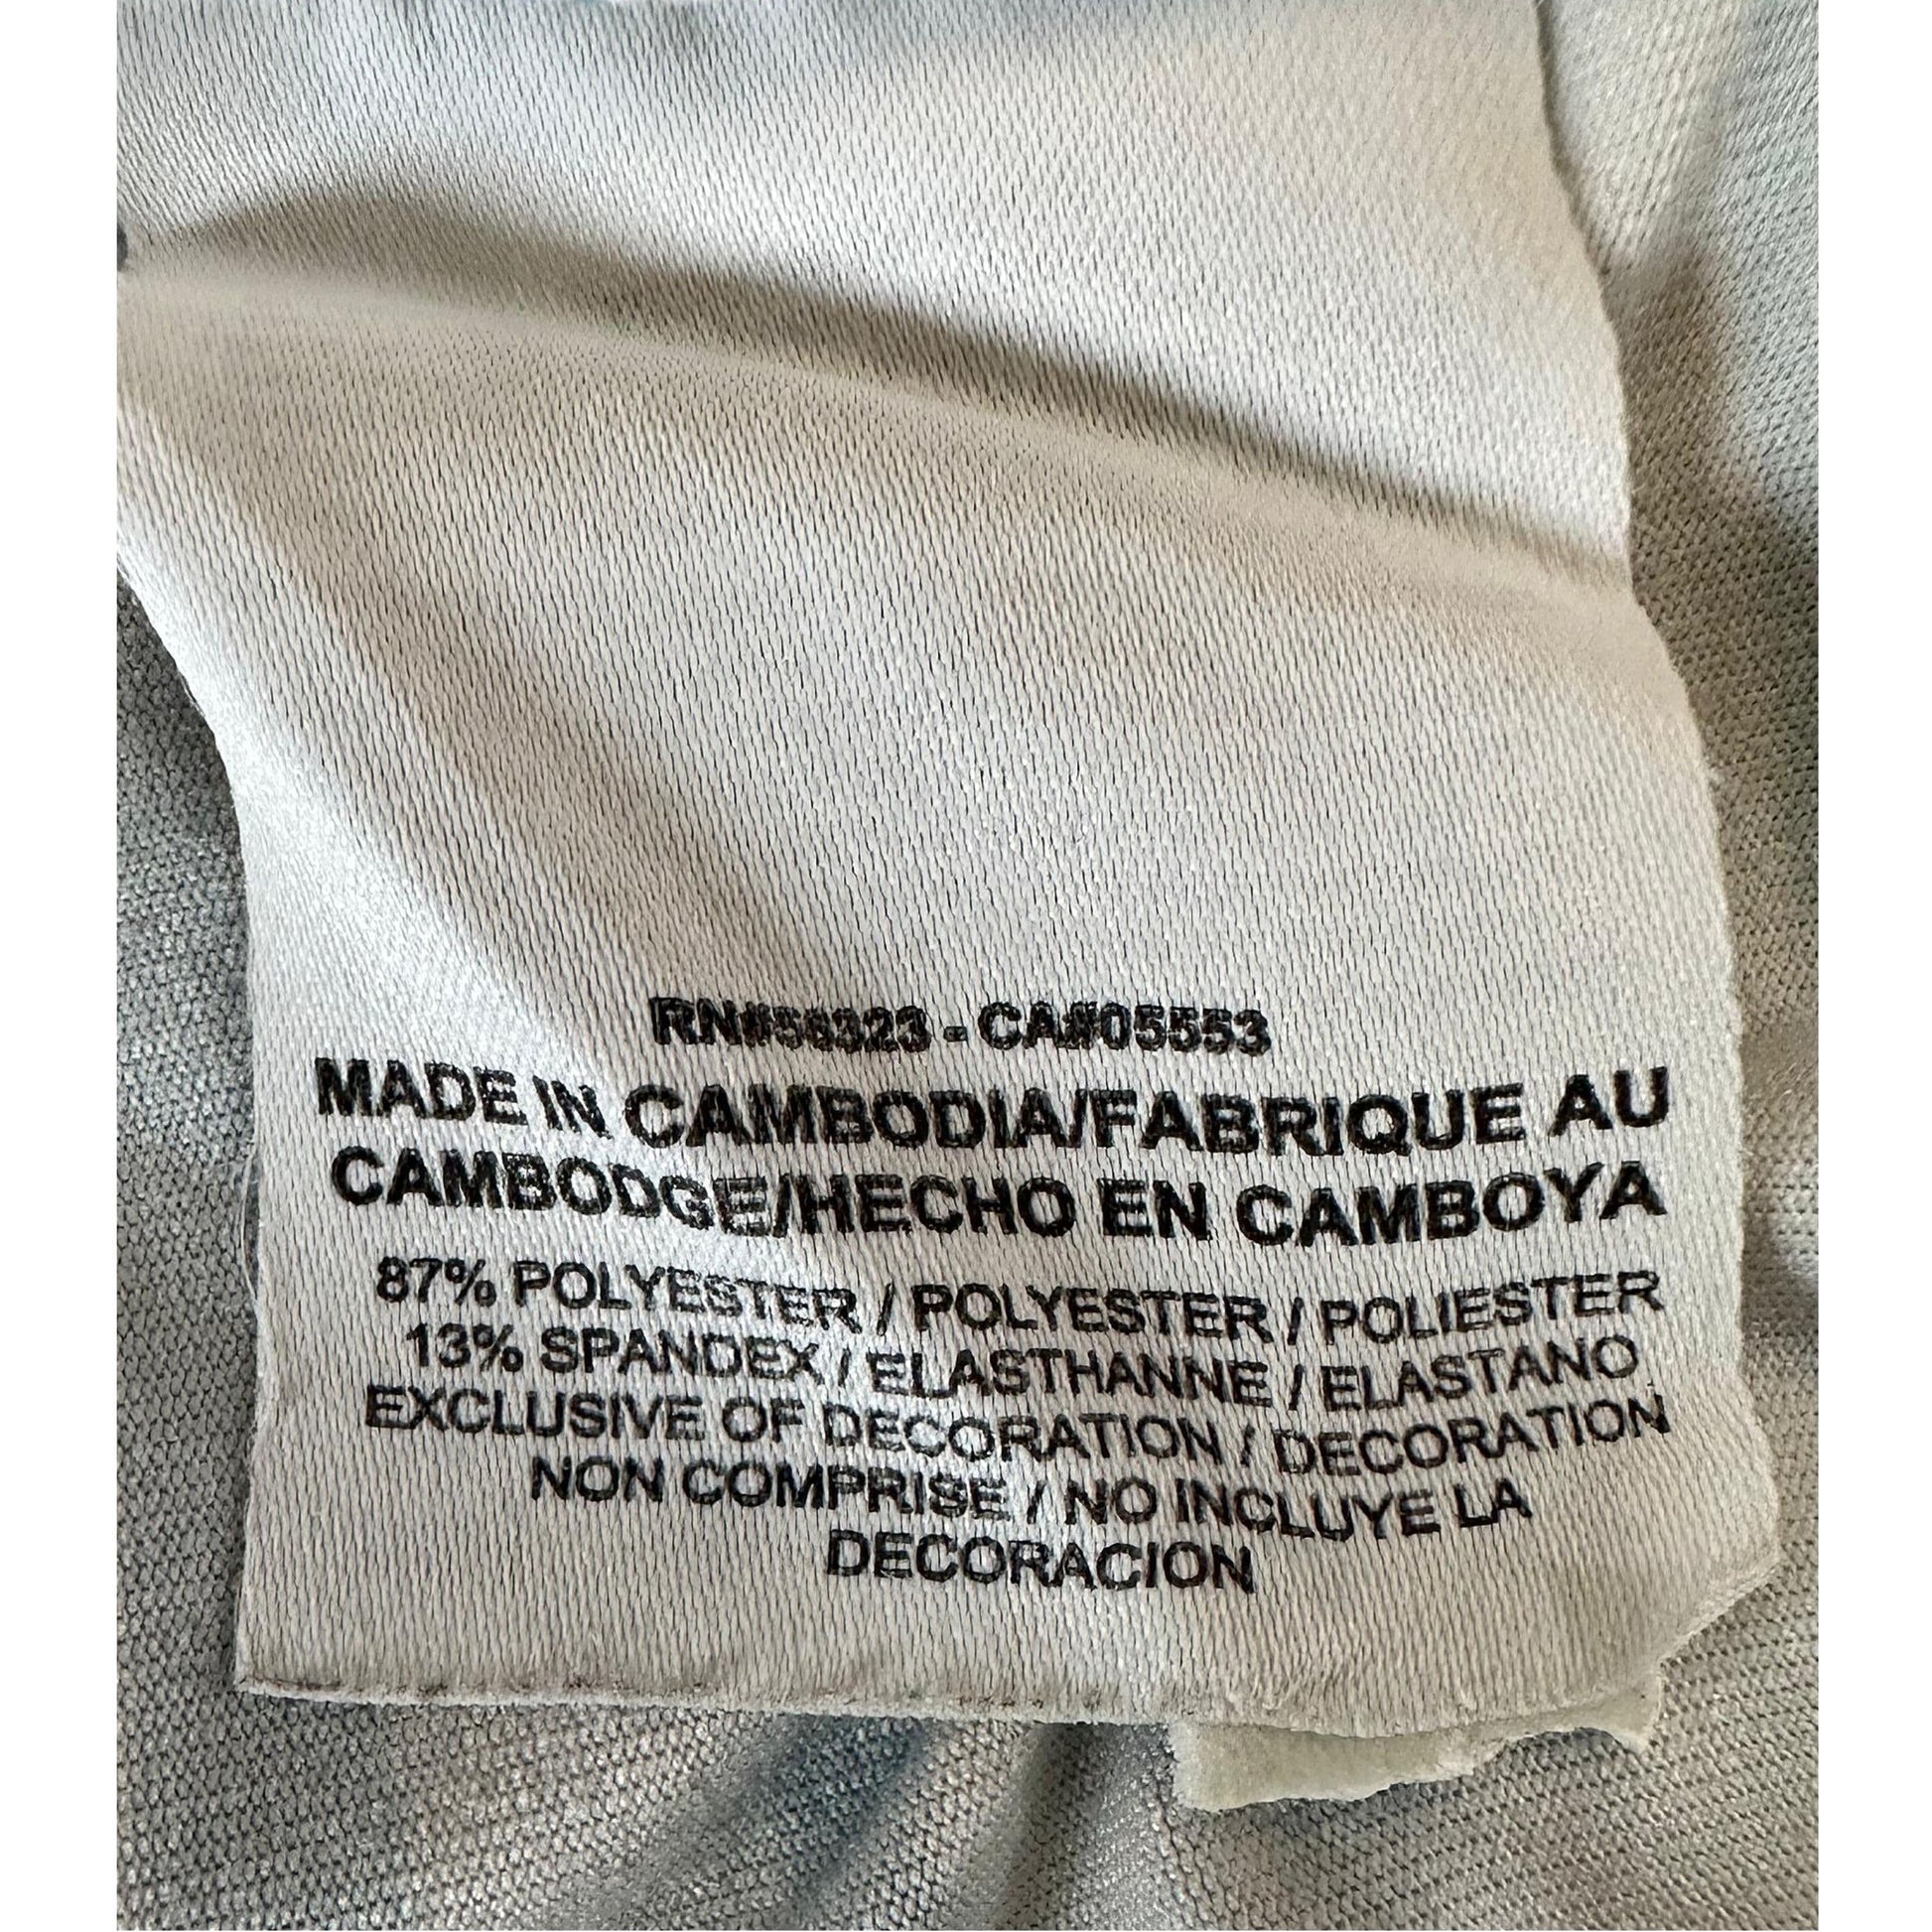 RN#56323 - CA#05553
MADE IN CAMBODIA/FABRIQUE AU
CAMBODGE/HECHO EN CAMBOYA
87% POLYESTER / POLYESTER / POLIESTER
13% SPANDEX / ELASTHANNE / ELASTANO
EXCLUSIVE OF DECORATION / DECORATION
NON COMPRISE / NO INCLUYE LA
DECORACION